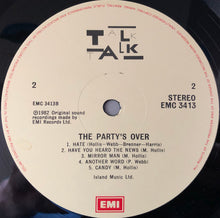 TALK
TALK
2
2
EMC 3413B
STEREO
EMC 3413
℗1982 Original sound
recordings made by
EMI Records Ltd.
THE PARTY'S OVER
1. HATE (Hollis-Webb-Brenner-Harris)
2. HAVE YOU HEARD THE NEWS (M. Hollis)
3. MIRROR MAN (M. Hollis)
4. ANOTHER WORD (P. Webb)
5. CANDY (M. Hollis)
Island Music Ltd.
EMI